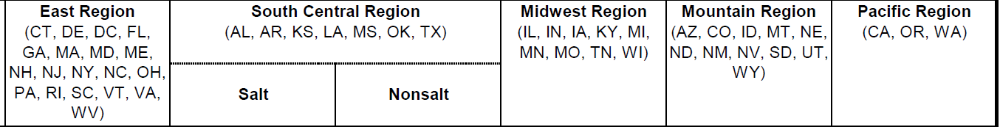 East Region
(CT, DE, DC, FL,
GA, MA, MD, ME,
NH, NJ, NY, NC, OH,
PA, RI, SC, VT, VA,
WV)
South Central Region
(AL, AR, KS, LA, MS, OK, TX)
Salt
Nonsalt
Midwest Region
(IL, IN, IA, KY, MI,
MN, MO, TN, WI)
Mountain Region
(AZ, CO, ID, MT, NE,
ND, NM, NV, SD, UT,
WY)
Pacific Region
(CA, OR, WA)